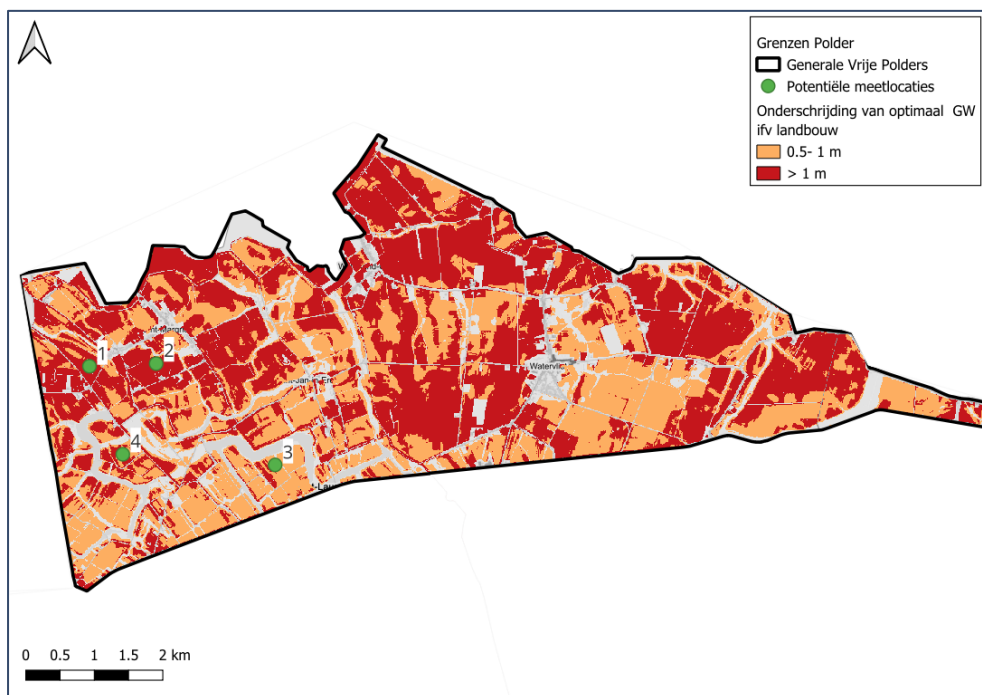 Grenzen Polder
Generale Vrije Polders
Potentiële meetlocaties
Onderschrijding van optimaal GW
ifv landbouw
0.5- 1 m
> 1 m
1
2
Watervli
4
3
0 0.5 1 1.5 2 km